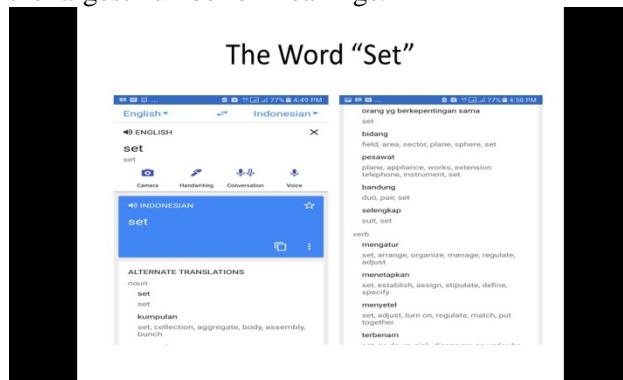 The Word “Set”
77% 4:49 PM
English Indonesian
ENGLISH
set
set
Camera Handwriting Conversation Voice
INDONESIAN
set
ALTERNATE TRANSLATIONS
noun
set
set
kumpulan
set, collection, aggregate, body, assembly,
bunch
77% 4:50 PM
orang yg berkepentingan sama
set
bidang
field, area, sector, plane, sphere, set
pesawat
plane, appliance, works, extension
telephone, instrument, set
bandung
duo, pair, set
selengkap
suit, set
verb
mengatur
set, arrange, organize, manage, regulate,
adjust
menetapkan
set, establish, assign, stipulate, define,
specify
menyetel
set, adjust, turn on, regulate, match, put
together
terbenam